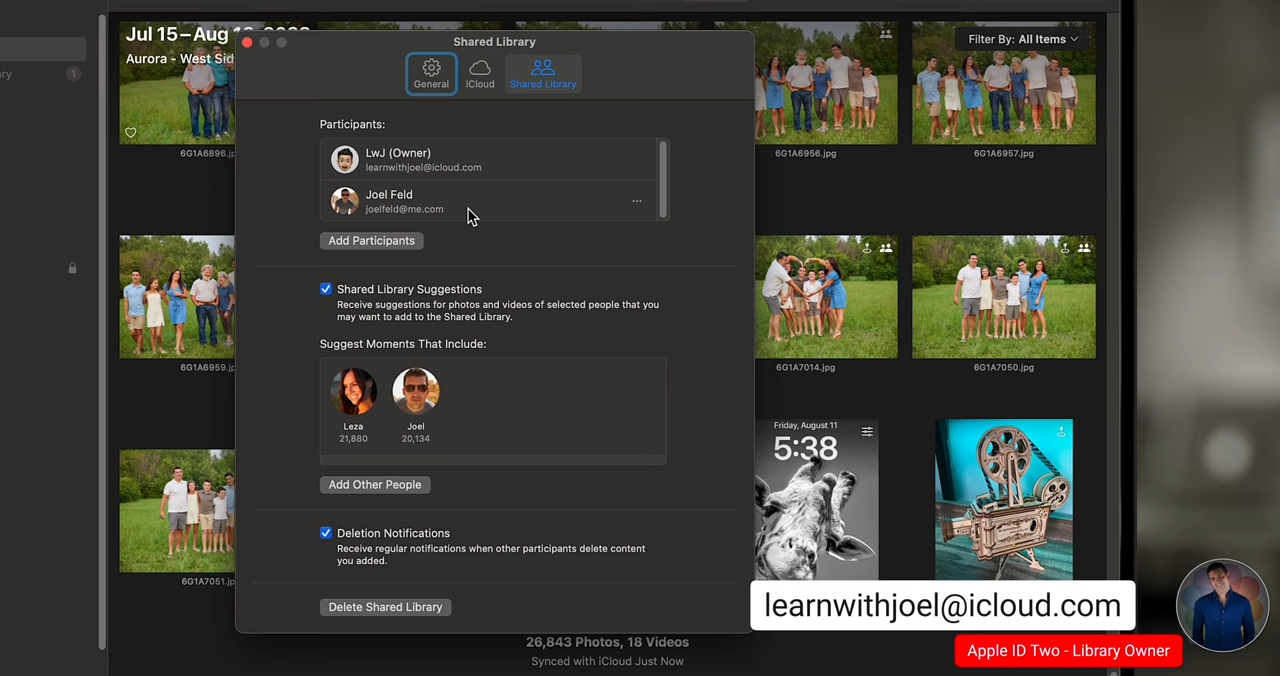 Jul 15 – Aug
Aurora - West Sid
ry
1
Shared Library
General
iCloud
Shared Library
Filter By: All Items
6G1A6896.jp
6G1A6956.jpg
6G1A6957.jpg
Participants:
LwJ (Owner)
learnwithjoel@icloud.com
Joel Feld
joelfeld@me.com
...
Add Participants
Shared Library Suggestions
Receive suggestions for photos and videos of selected people that you
may want to add to the Shared Library.
Suggest Moments That Include:
6G1A6959.jp
6G1A7014.jpg
6G1A7050.jpg
Leza
21,880
Joel
20,134
Add Other People
Friday, August 11
5:38
Deletion Notifications
Receive regular notifications when other participants delete content
you added.
6G1A7051.jp
Delete Shared Library
learnwithjoel@icloud.com
26,843 Photos, 18 Videos
Synced with iCloud Just Now
Apple ID Two - Library Owner